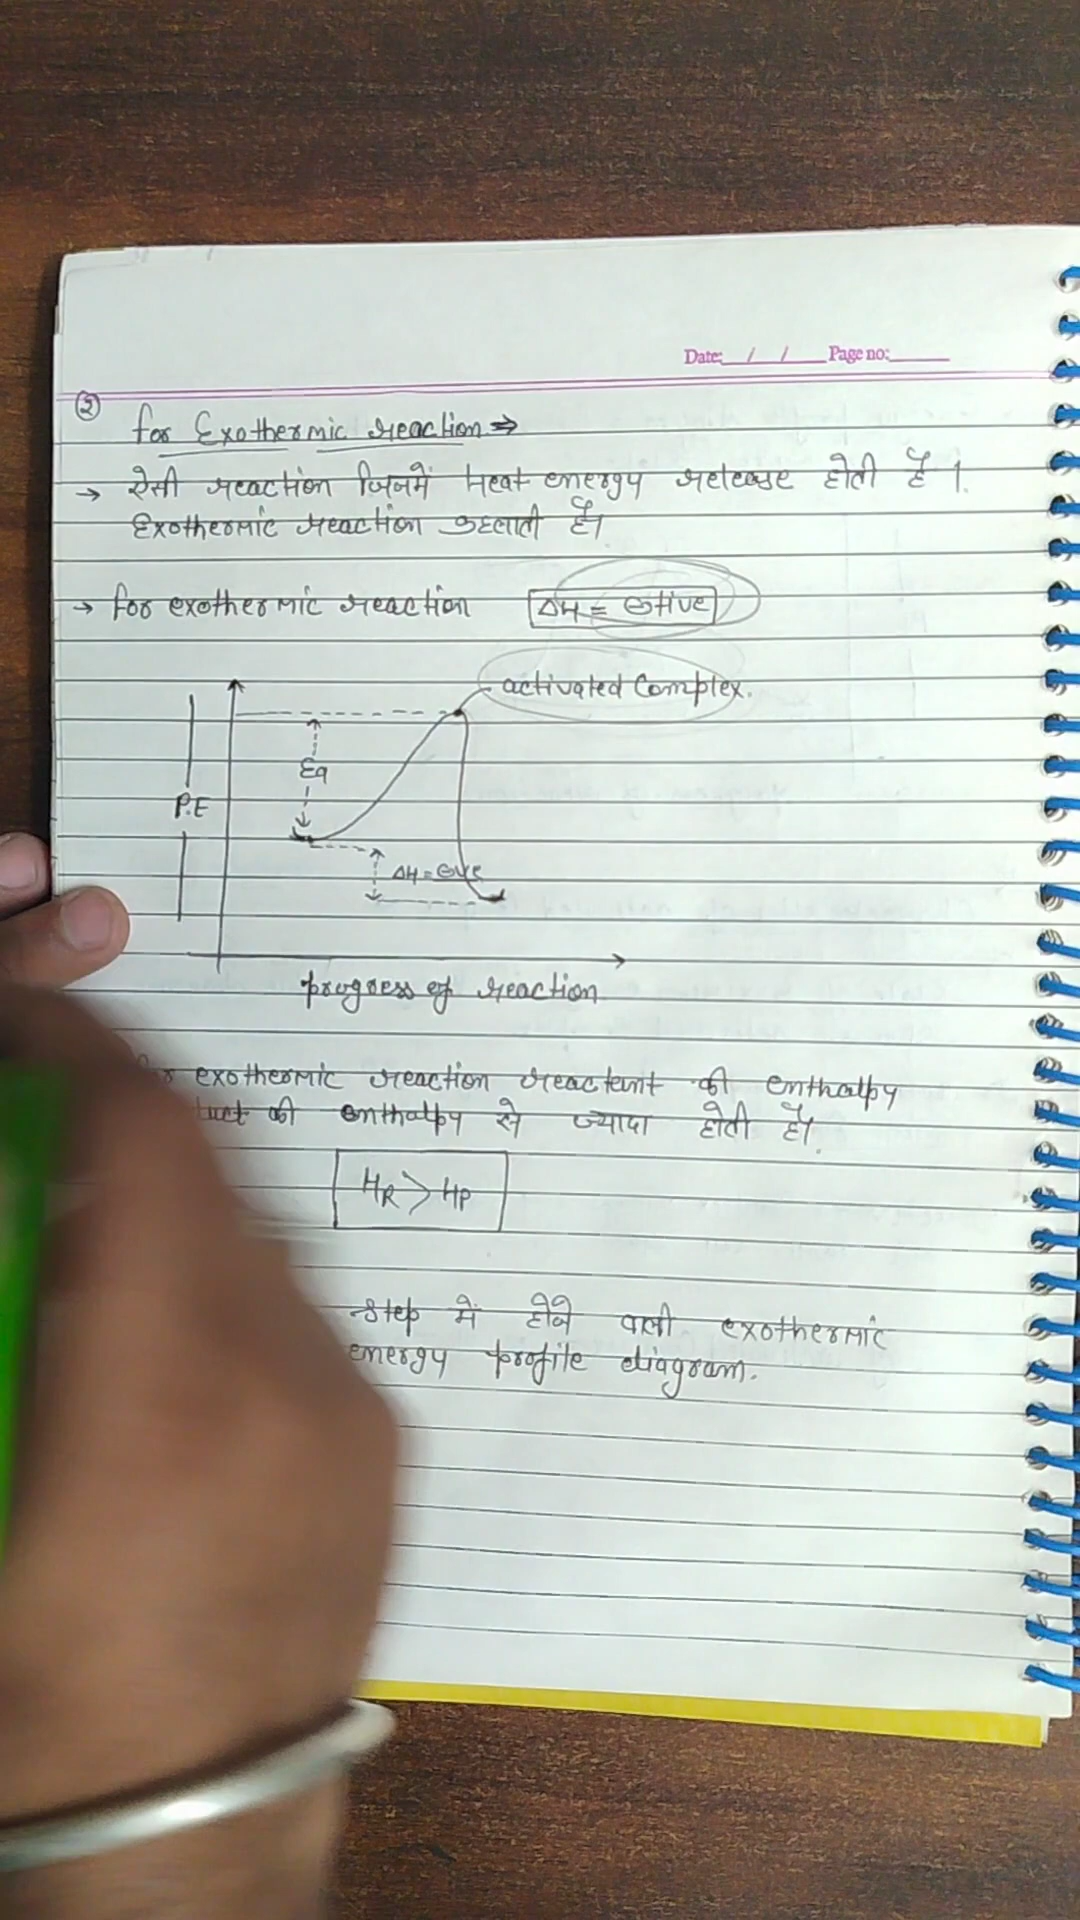 Date: / / Page no:
② for Exothermic reaction ⇒
→ ऐसी reaction जिनमें Heat energy release होती है ।
Exothermic reaction कहलाती है।
→ for exothermic reaction ΔH = ⊖tive
activated Complex.
Ea
P.E
ΔH = ⊖ve
progress of reaction
exothermic reaction reactant की enthalpy
की enthalpy से ज्यादा होती है।
HR > HP
step में होने वाली exothermic
energy profile diagram.